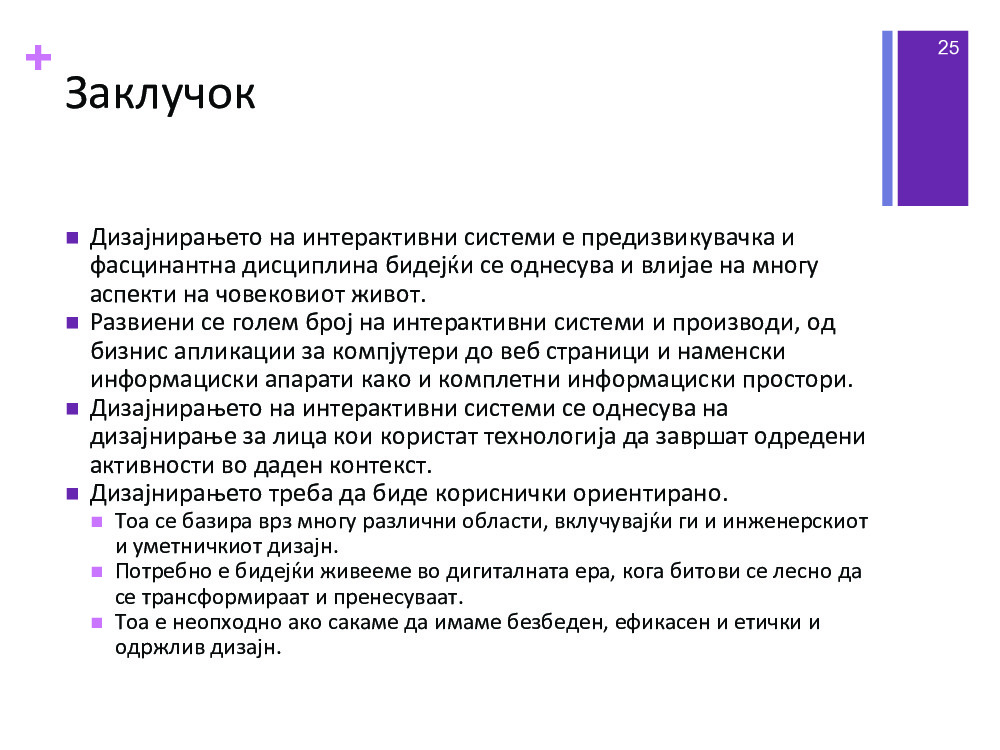 25
Заклучок
Дизајнирањето на интерактивни системи е предизвикувачка и
фасцинантна дисциплина бидејќи се однесува и влијае на многу
аспекти на човековиот живот.
Развиени се голем број на интерактивни системи и производи, од
бизнис апликации за компјутери до веб страници и наменски
информациски апарати како и комплетни информациски простори.
Дизајнирањето на интерактивни системи се однесува на
дизајнирање за лица кои користат технологија да завршат одредени
активности во даден контекст.
Дизајнирањето треба да биде кориснички ориентирано.
Тоа се базира врз многу различни области, вклучувајќи ги и инженерскиот
и уметничкиот дизајн.
Потребно е бидејќи живееме во дигиталната ера, кога битови се лесно да
се трансформираат и пренесуваат.
Тоа е неопходно ако сакаме да имаме безбеден, ефикасен и етички и
одржлив дизајн.